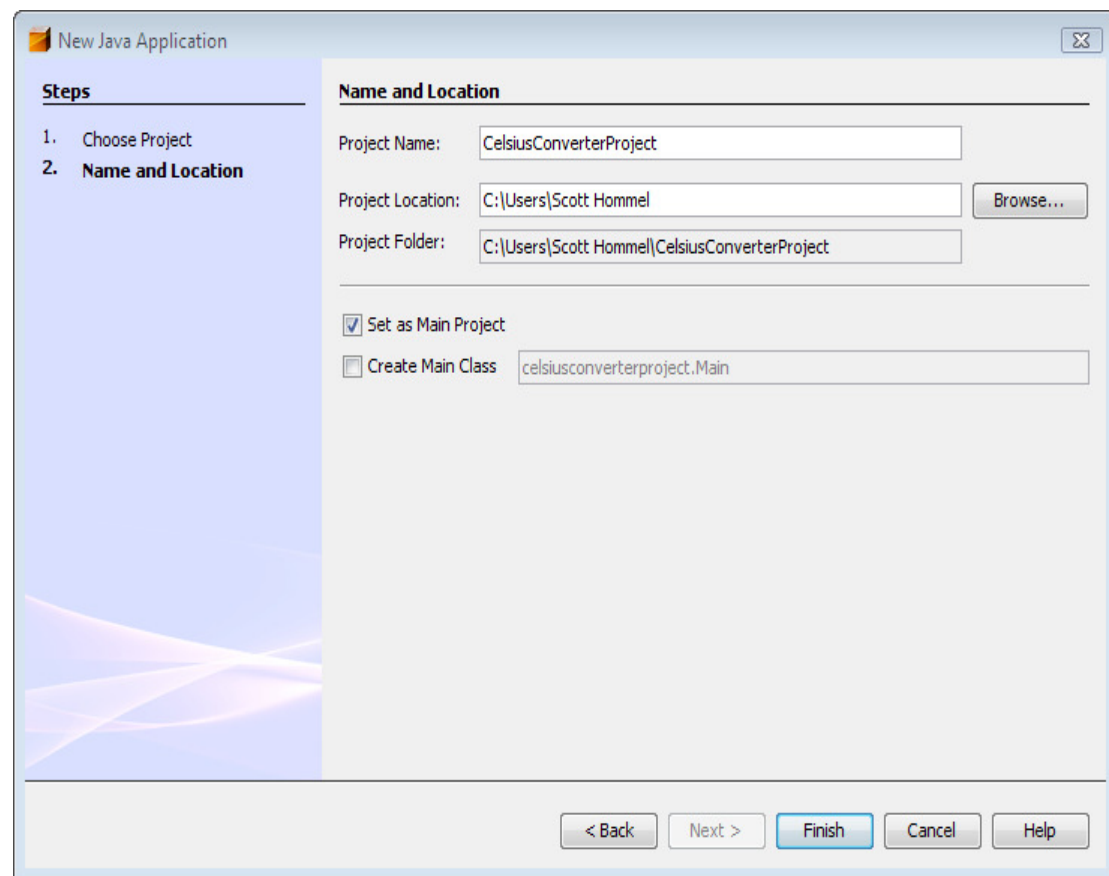 New Java Application
Steps
1. Choose Project
2. Name and Location
Name and Location
Project Name: CelsiusConverterProject
Project Location: C:\Users\Scott Hommel Browse...
Project Folder: C:\Users\Scott Hommel\CelsiusConverterProject
Set as Main Project
Create Main Class celsiusconverterproject.Main
< Back Next > Finish Cancel Help